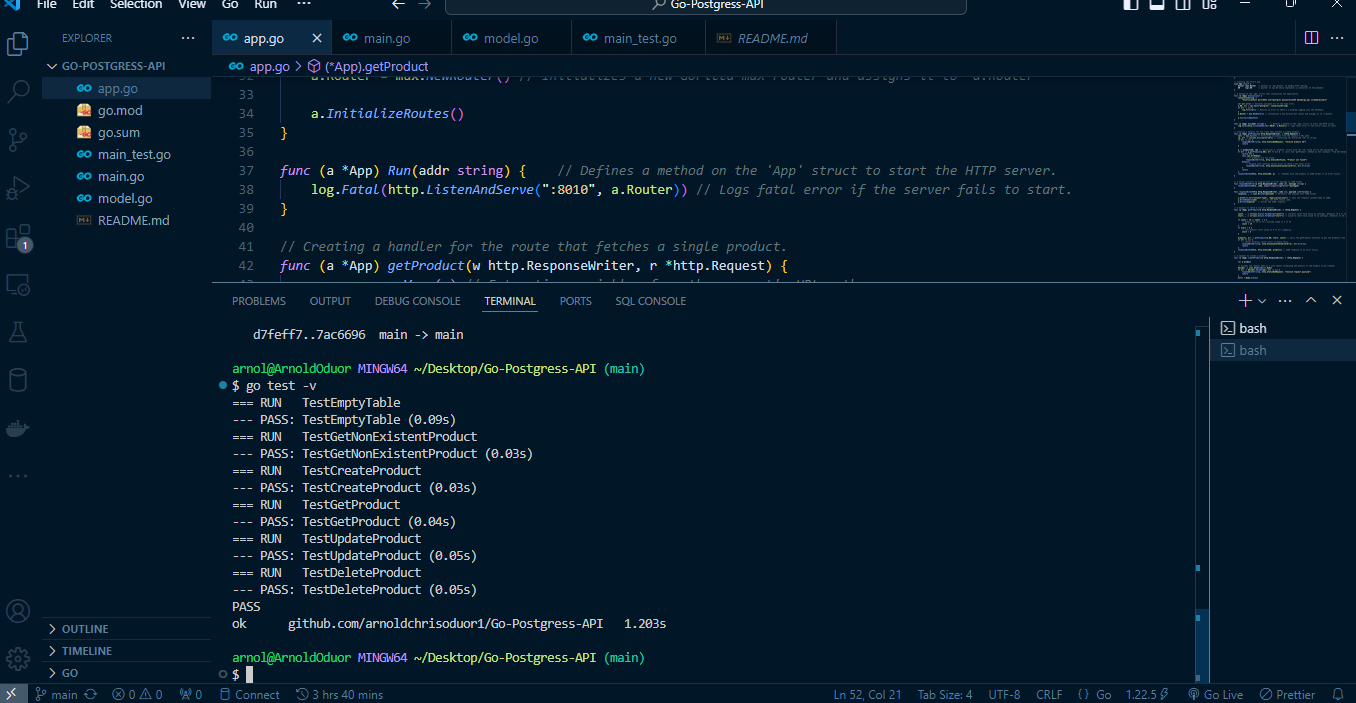 File Edit Selection View Go Run ··· Go-Postgress-API
EXPLORER ···
GO-POSTGRESS-API
app.go
go.mod
go.sum
main_test.go
main.go
model.go
README.md
OUTLINE
TIMELINE
GO
1
app.go main.go model.go main_test.go README.md
app.go > (*App).getProduct
32 a.Router = mux.NewRouter() // Initializes a new Gorilla mux router and assigns it to 'a.Router'
33
34 a.InitializeRoutes()
35 }
36
37 func (a *App) Run(addr string) { // Defines a method on the 'App' struct to start the HTTP server.
38 log.Fatal(http.ListenAndServe(":8010", a.Router)) // Logs fatal error if the server fails to start.
39 }
40
41 // Creating a handler for the route that fetches a single product.
42 func (a *App) getProduct(w http.ResponseWriter, r *http.Request) {
PROBLEMS OUTPUT DEBUG CONSOLE TERMINAL PORTS SQL CONSOLE
bash
bash
d7feff7..7ac6696 main -> main
arnol@ArnoldOduor MINGW64 ~/Desktop/Go-Postgress-API (main)
$ go test -v
=== RUN TestEmptyTable
--- PASS: TestEmptyTable (0.09s)
=== RUN TestGetNonExistentProduct
--- PASS: TestGetNonExistentProduct (0.03s)
=== RUN TestCreateProduct
--- PASS: TestCreateProduct (0.03s)
=== RUN TestGetProduct
--- PASS: TestGetProduct (0.04s)
=== RUN TestUpdateProduct
--- PASS: TestUpdateProduct (0.05s)
=== RUN TestDeleteProduct
--- PASS: TestDeleteProduct (0.05s)
PASS
ok github.com/arnoldchrisoduor1/Go-Postgress-API 1.203s
arnol@ArnoldOduor MINGW64 ~/Desktop/Go-Postgress-API (main)
$
main 0 0 0 Connect 3 hrs 40 mins Ln 52, Col 21 Tab Size: 4 UTF-8 CRLF {} Go 1.22.5 Go Live Prettier